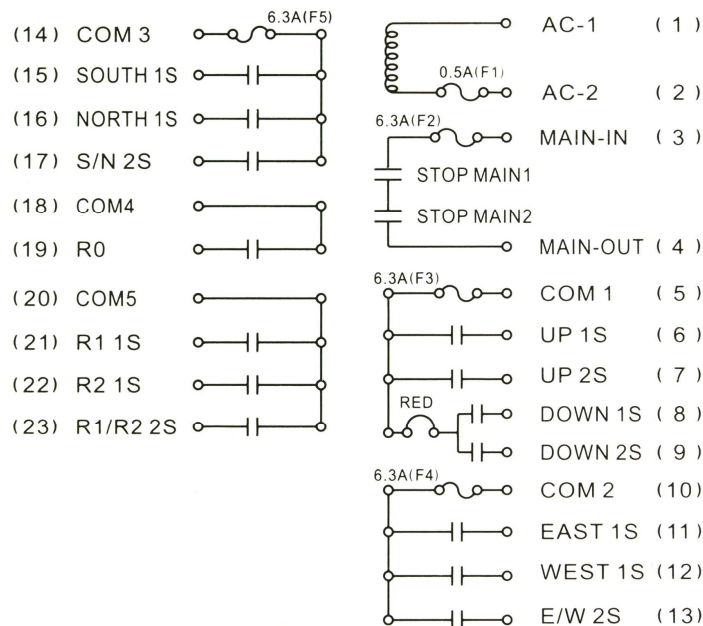 6.3A(F5)
(14) COM 3
(15) SOUTH 1S
(16) NORTH 1S
(17) S/N 2S
(18) COM4
(19) R0
(20) COM5
(21) R1 1S
(22) R2 1S
(23) R1/R2 2S
AC-1 ( 1 )
0.5A(F1)
AC-2 ( 2 )
6.3A(F2)
MAIN-IN ( 3 )
STOP MAIN1
STOP MAIN2
MAIN-OUT ( 4 )
6.3A(F3)
COM 1 ( 5 )
UP 1S ( 6 )
UP 2S ( 7 )
RED
DOWN 1S ( 8 )
DOWN 2S ( 9 )
6.3A(F4)
COM 2 (10)
EAST 1S (11)
WEST 1S (12)
E/W 2S (13)